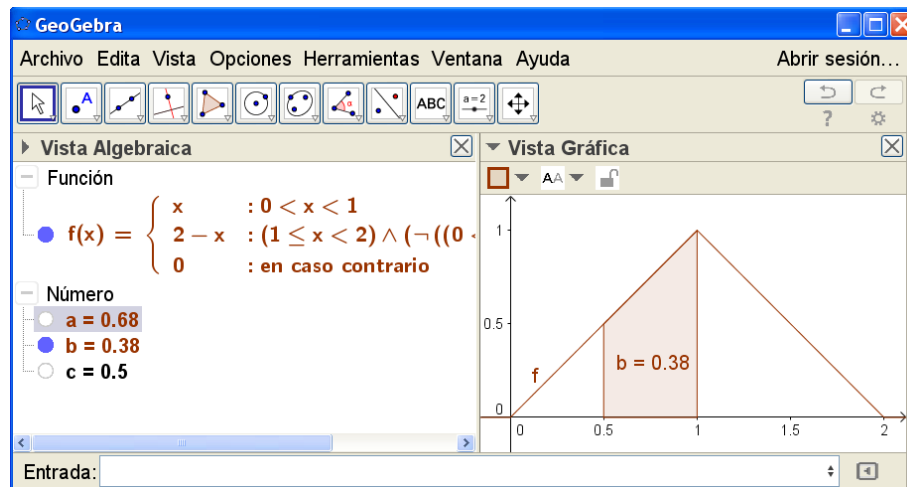 GeoGebra
Archivo Edita Vista Opciones Herramientas Ventana Ayuda Abrir sesión...
A ABC a=2
?
Vista Algebraica
Función
f(x) = { x : 0 < x < 1
2 − x : (1 ≤ x < 2) ∧ (¬ ((0 <
0 : en caso contrario
Número
a = 0.68
b = 0.38
c = 0.5
Vista Gráfica
AA
1
0.5
0
f
b = 0.38
0 0.5 1 1.5 2
Entrada: